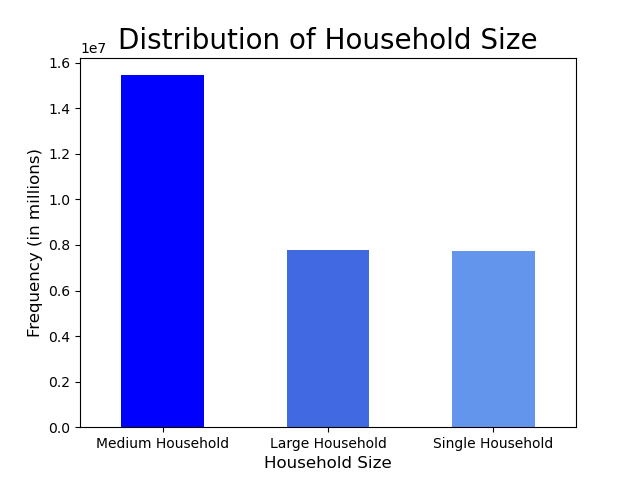 Distribution of Household Size
1e7
1.6
1.4
1.2
1.0
0.8
0.6
0.4
0.2
0.0
Frequency (in millions)
Medium Household Large Household Single Household
Household Size